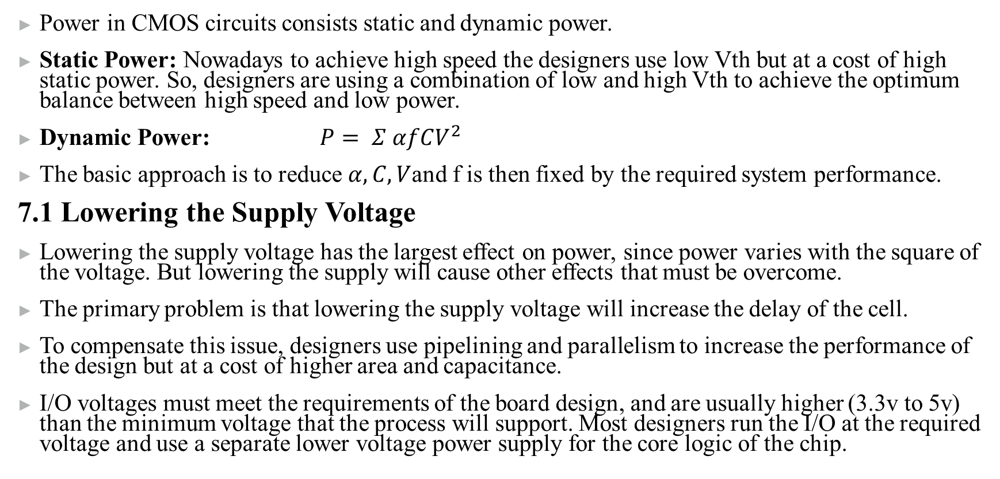 ► Power in CMOS circuits consists static and dynamic power.
► Static Power: Nowadays to achieve high speed the designers use low Vth but at a cost of high
static power. So, designers are using a combination of low and high Vth to achieve the optimum
balance between high speed and low power.
► Dynamic Power: P = Σ αfCV²
► The basic approach is to reduce α, C, V and f is then fixed by the required system performance.
7.1 Lowering the Supply Voltage
► Lowering the supply voltage has the largest effect on power, since power varies with the square of
the voltage. But lowering the supply will cause other effects that must be overcome.
► The primary problem is that lowering the supply voltage will increase the delay of the cell.
► To compensate this issue, designers use pipelining and parallelism to increase the performance of
the design but at a cost of higher area and capacitance.
► I/O voltages must meet the requirements of the board design, and are usually higher (3.3v to 5v)
than the minimum voltage that the process will support. Most designers run the I/O at the required
voltage and use a separate lower voltage power supply for the core logic of the chip.